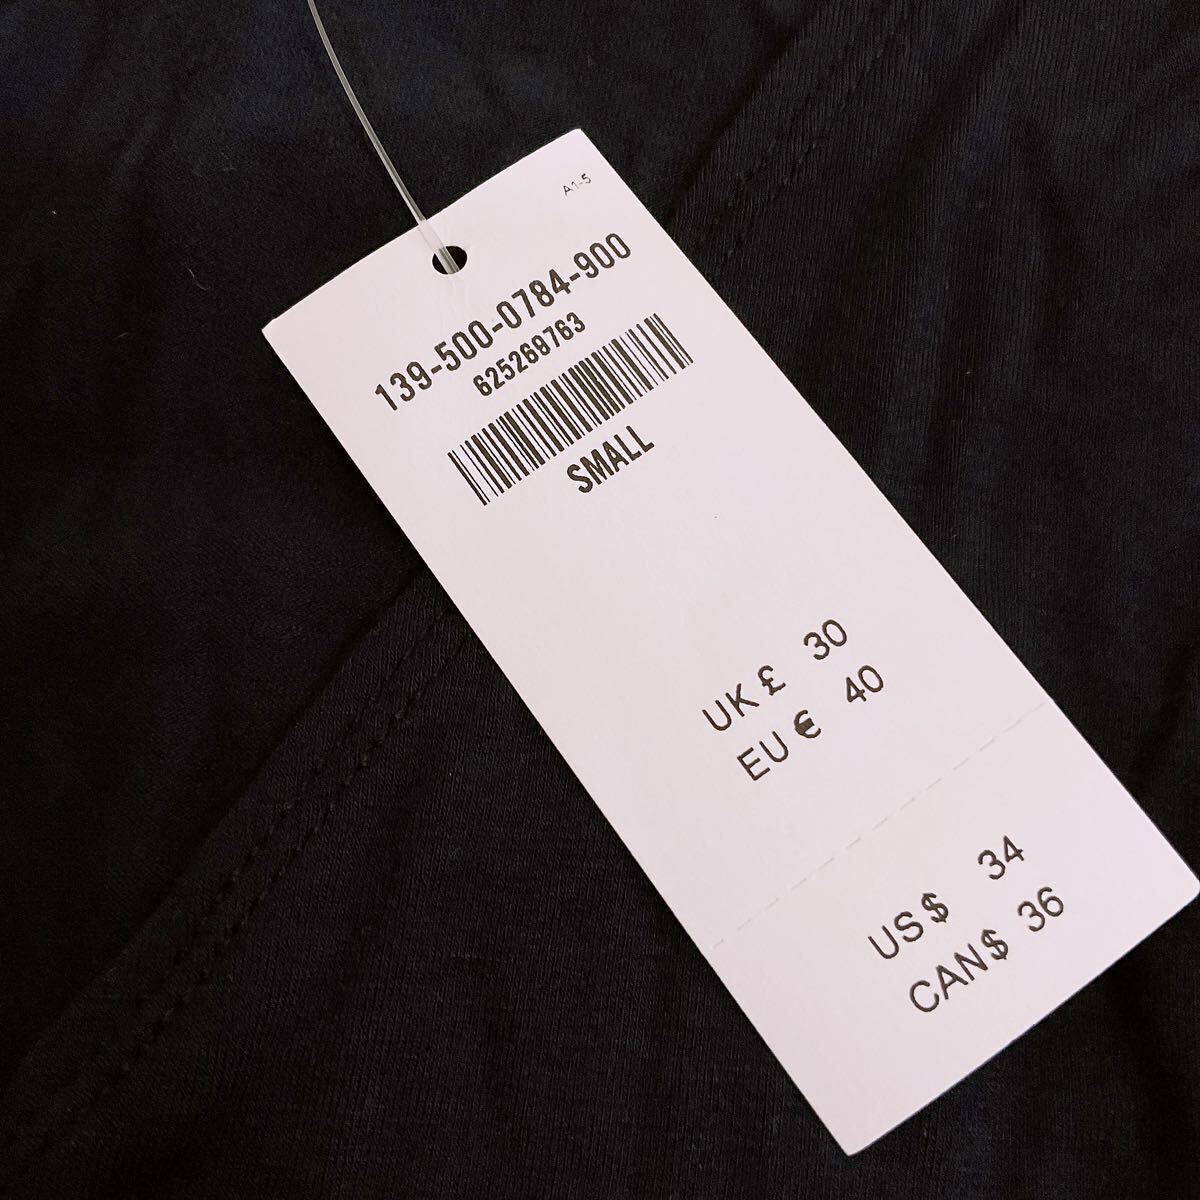 A1-5
139-500-0784-900
625269763
SMALL
UK £ 30
EU € 40
US$ 34
CAN$ 36